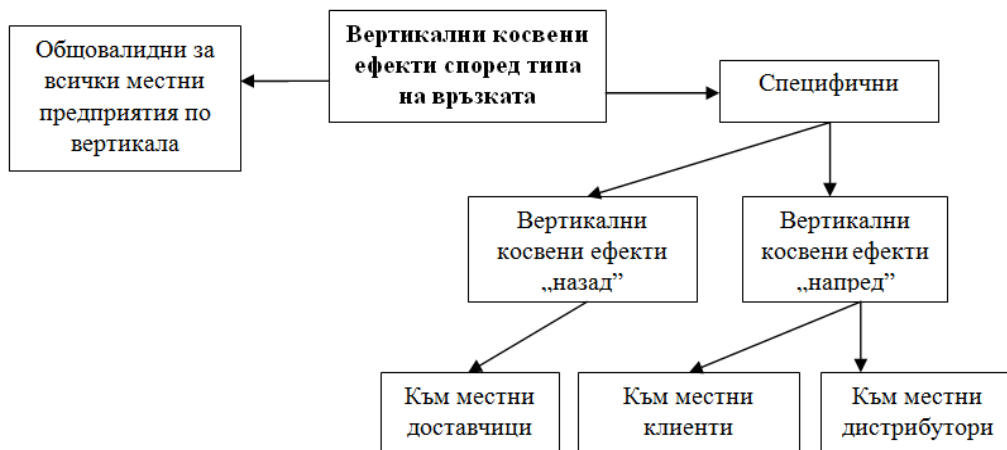 Общовалидни за
всички местни
предприятия по
вертикала
Вертикални косвени
ефекти според типа
на връзката
Специфични
Вертикални
косвени ефекти
„назад”
Вертикални
косвени ефекти
„напред”
Към местни
доставчици
Към местни
клиенти
Към местни
дистрибутори